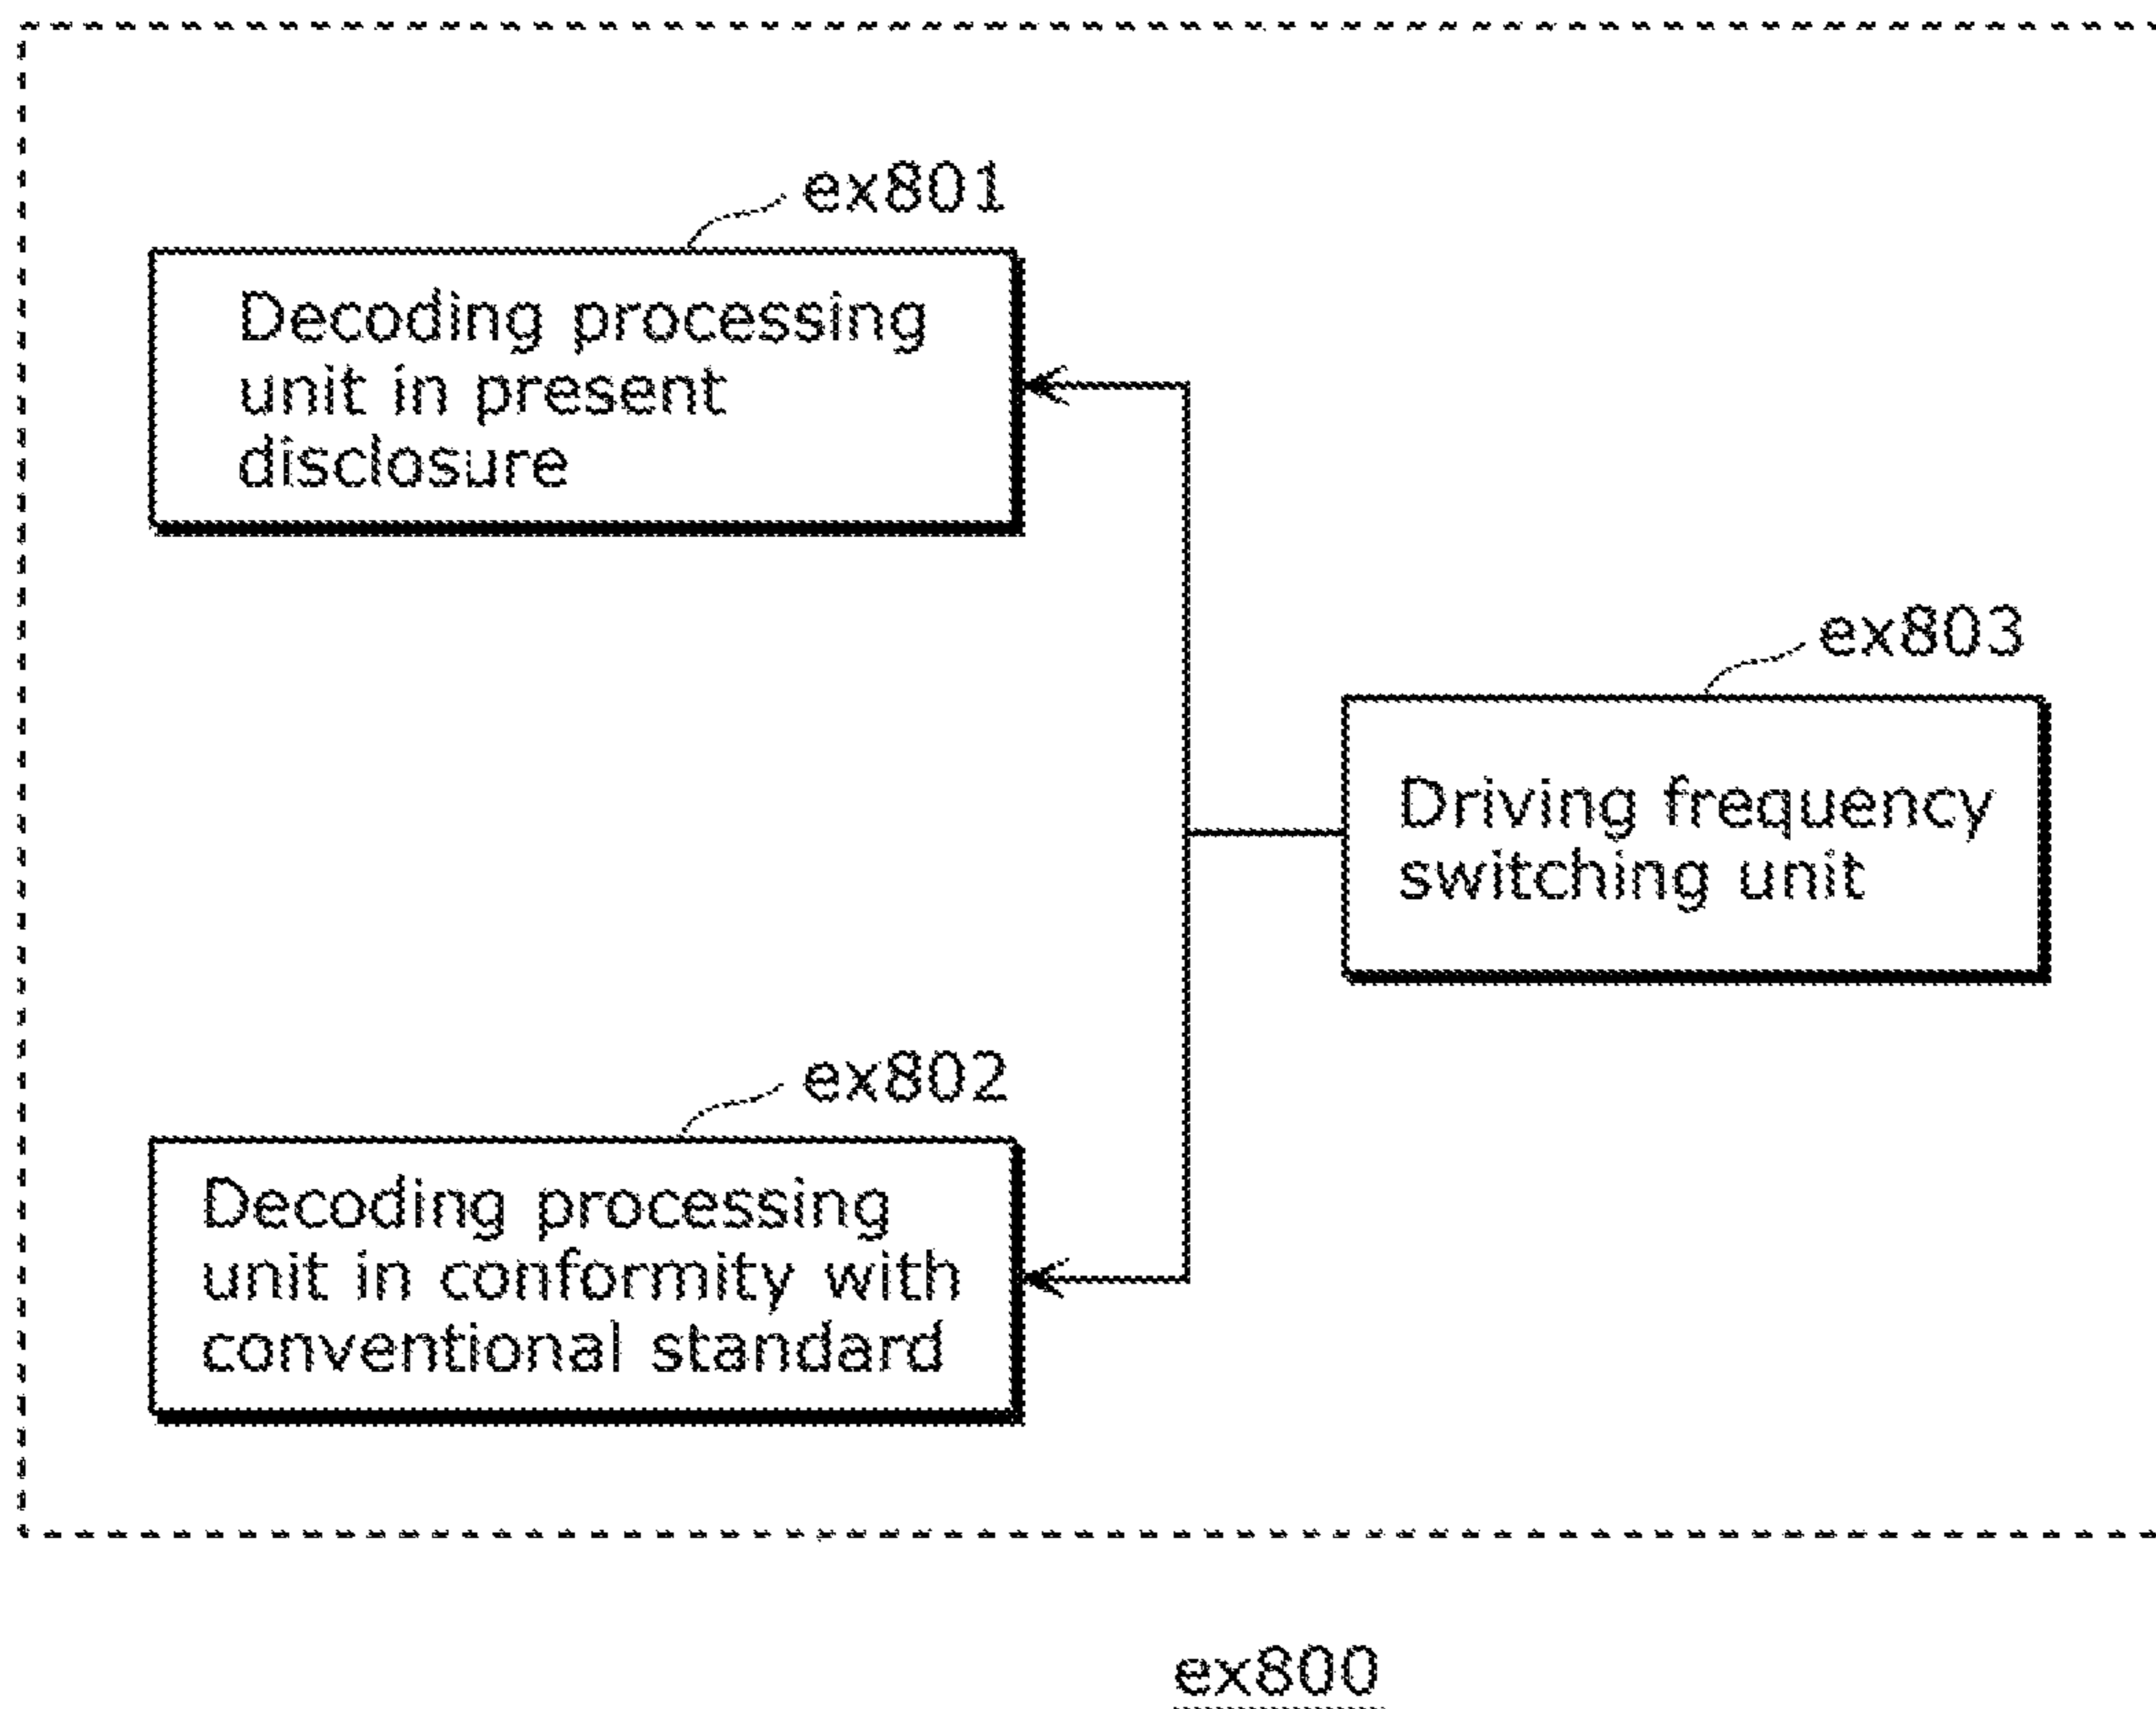 ex801
Decoding processing
unit in present
disclosure
ex803
Driving frequency
switching unit
ex802
Decoding processing
unit in conformity with
conventional standard
ex800